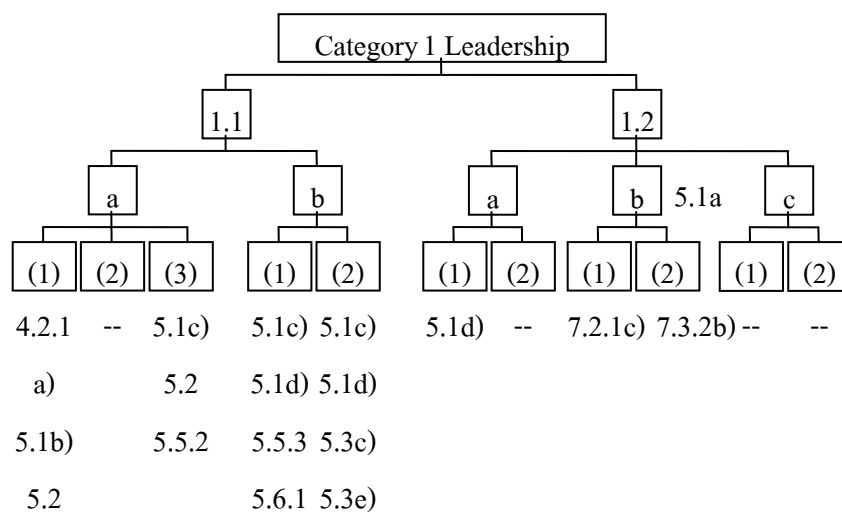 Category 1 Leadership
1.1 1.2
a b a b 5.1a c
(1) (2) (3) (1) (2) (1) (2) (1) (2) (1) (2)
4.2.1 -- 5.1c) 5.1c) 5.1c) 5.1d) -- 7.2.1c) 7.3.2b) -- --
a) 5.2 5.1d) 5.1d)
5.1b) 5.5.2 5.5.3 5.3c)
5.2 5.6.1 5.3e)